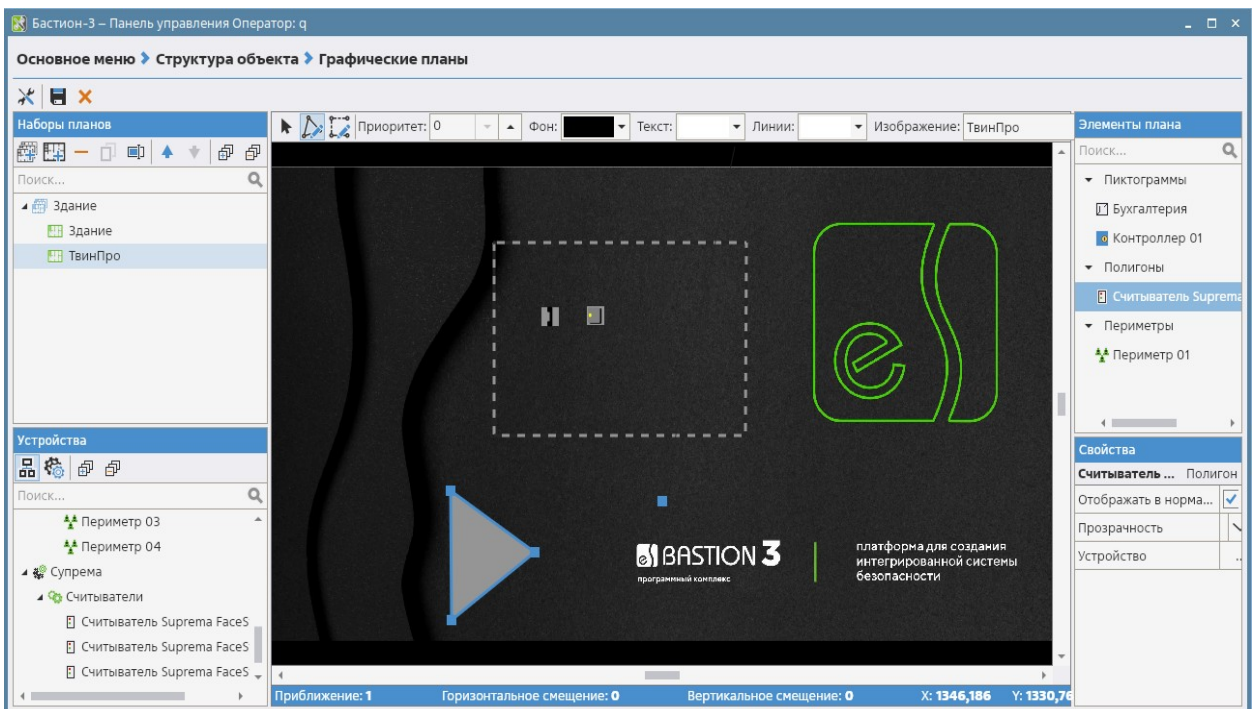 Бастион-3 – Панель управления Оператор: q
Основное меню Структура объекта Графические планы
Наборы планов
Поиск...
Здание
Здание
ТвинПро
Устройства
Поиск...
Периметр 03
Периметр 04
Супрема
Считыватели
Считыватель Suprema FaceS
Считыватель Suprema FaceS
Считыватель Suprema FaceS
Приоритет: 0 Фон: Текст: Линии: Изображение: ТвинПро
e
e BASTION 3
программный комплекс
платформа для создания
интегрированной системы
безопасности
Приближение: 1 Горизонтальное смещение: 0 Вертикальное смещение: 0 X: 1346,186 Y: 1330,76
Элементы плана
Поиск...
Пиктограммы
Бухгалтерия
Контроллер 01
Полигоны
Считыватель Suprema
Периметры
Периметр 01
Свойства
Считыватель ... Полигон
Отображать в норма...
Прозрачность
Устройство ..